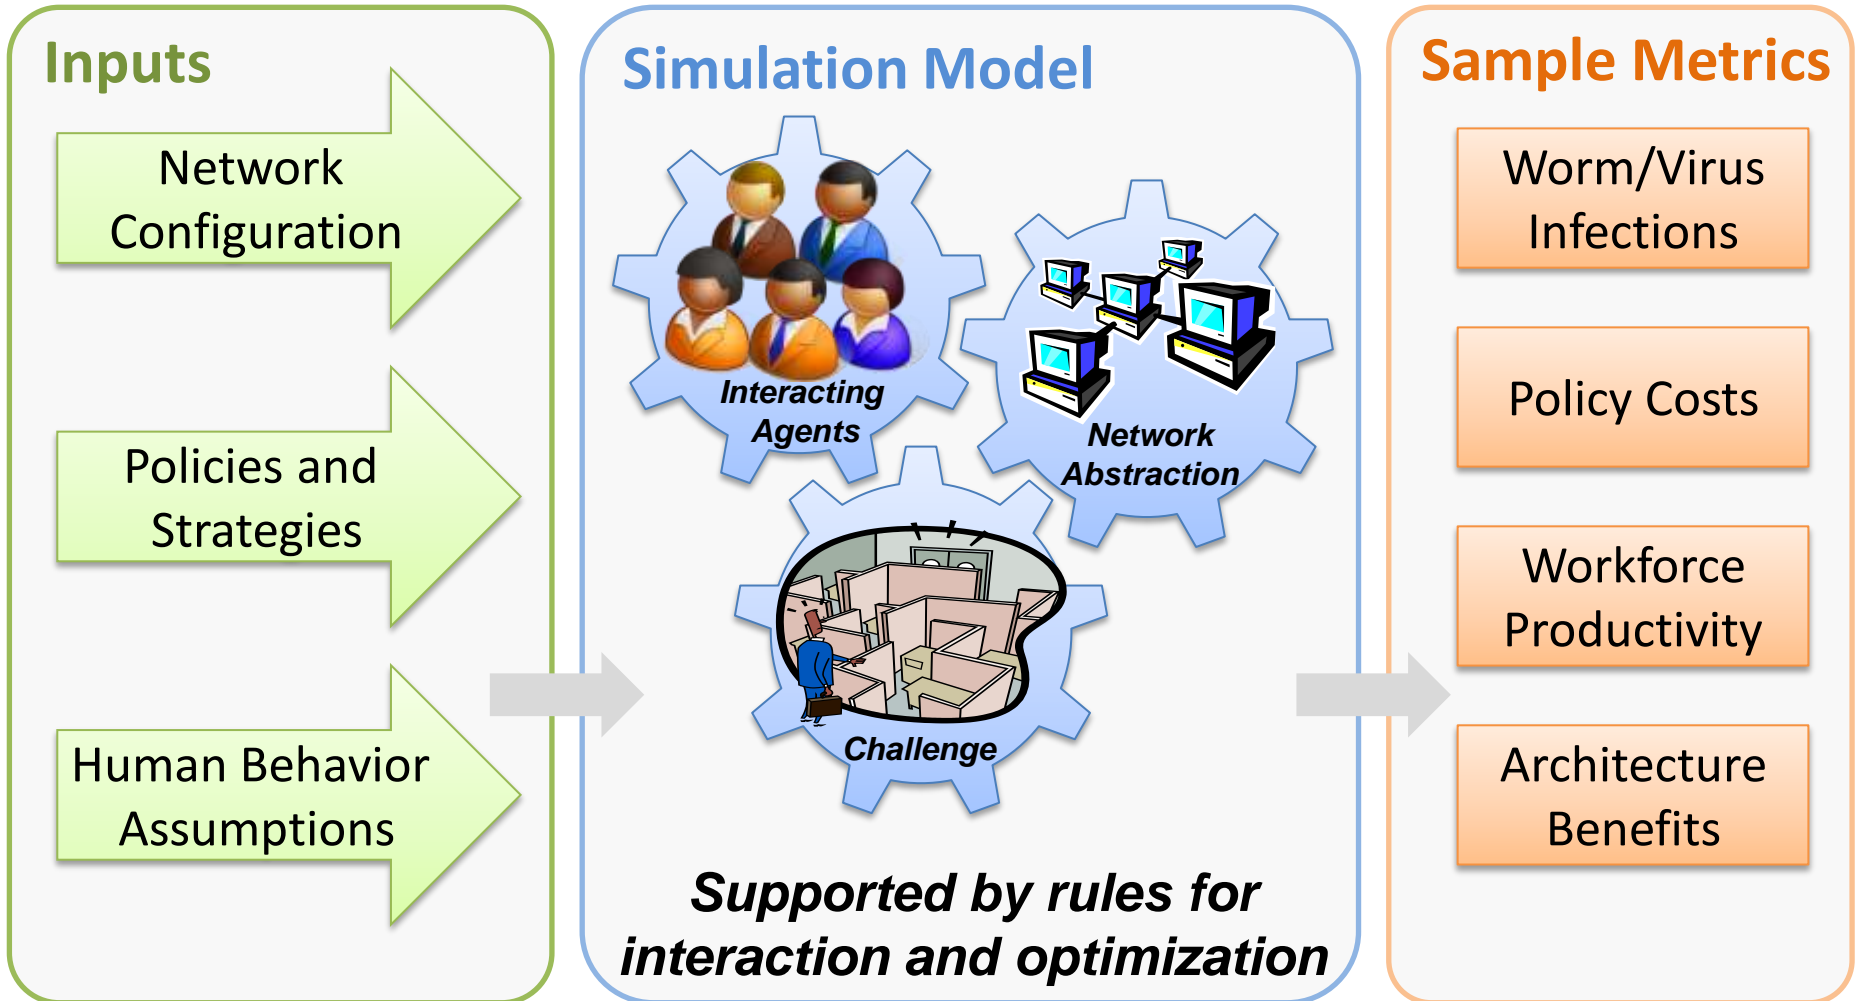 Inputs
Network
Configuration
Policies and
Strategies
Human Behavior
Assumptions
Simulation Model
Interacting
Agents
Network
Abstraction
Challenge
Supported by rules for
interaction and optimization
Sample Metrics
Worm/Virus
Infections
Policy Costs
Workforce
Productivity
Architecture
Benefits